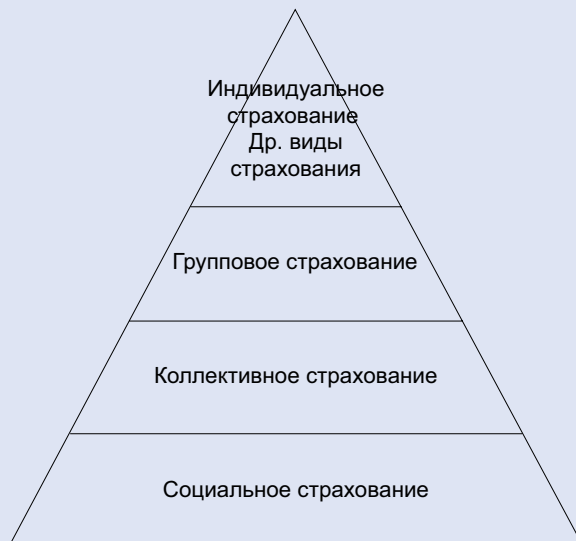 Индивидуальное
страхование
Др. виды
страхования
Групповое страхование
Коллективное страхование
Социальное страхование